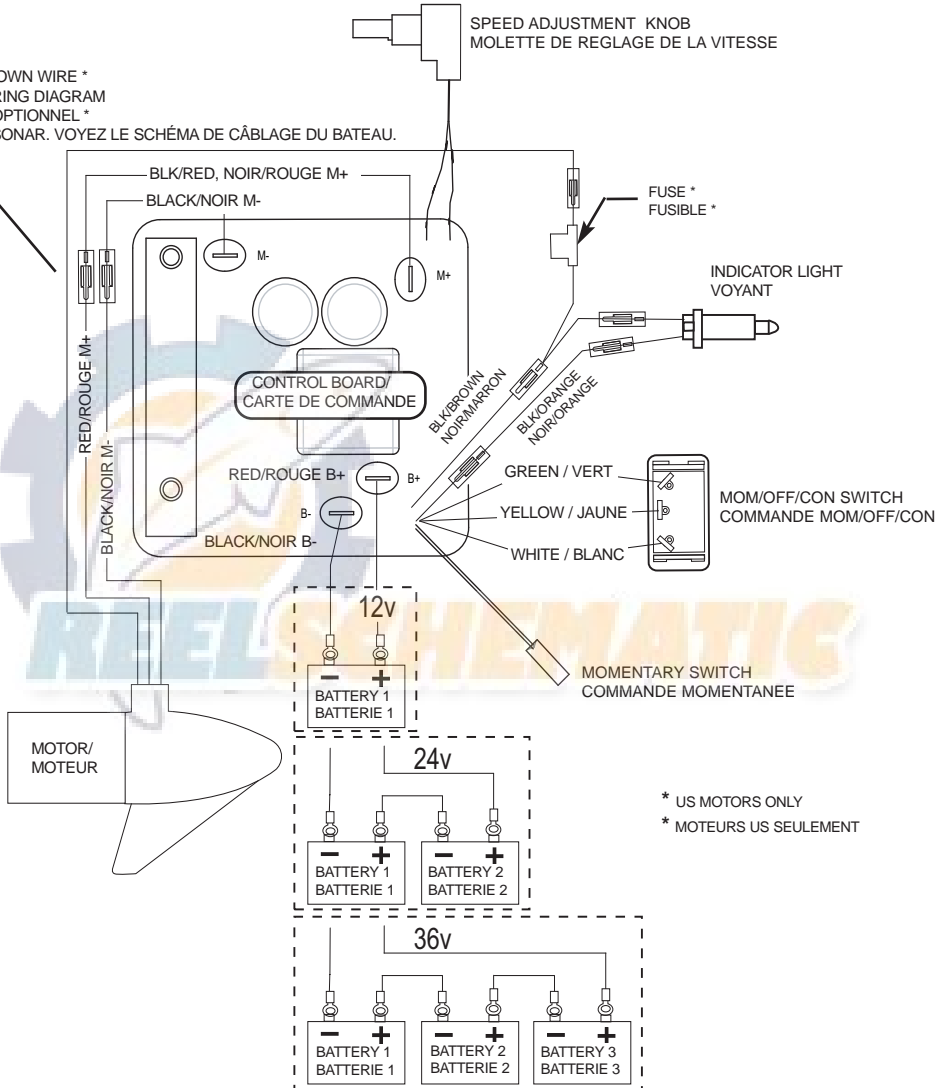 SPEED ADJUSTMENT KNOB
MOLETTE DE REGLAGE DE LA VITESSE
OWN WIRE *
RING DIAGRAM
OPTIONNEL *
SONAR. VOYEZ LE SCHÉMA DE CÂBLAGE DU BATEAU.
BLK/RED, NOIR/ROUGE M+
BLACK/NOIR M-
FUSE *
FUSIBLE *
M-
M+
INDICATOR LIGHT
VOYANT
RED/ROUGE M+
BLACK/NOIR M-
CONTROL BOARD/
CARTE DE COMMANDE
BLK/BROWN
NOIR/MARRON
BLK/ORANGE
NOIR/ORANGE
RED/ROUGE B+
B+
B-
BLACK/NOIR B-
GREEN / VERT
YELLOW / JAUNE
WHITE / BLANC
MOM/OFF/CON SWITCH
COMMANDE MOM/OFF/CON
REELSCHEMATIC
12v
MOMENTARY SWITCH
COMMANDE MOMENTANEE
- +
BATTERY 1
BATTERIE 1
MOTOR/
MOTEUR
24v
- +
BATTERY 1
BATTERIE 1
- +
BATTERY 2
BATTERIE 2
* US MOTORS ONLY
* MOTEURS US SEULEMENT
36v
- +
BATTERY 1
BATTERIE 1
- +
BATTERY 2
BATTERIE 2
- +
BATTERY 3
BATTERIE 3